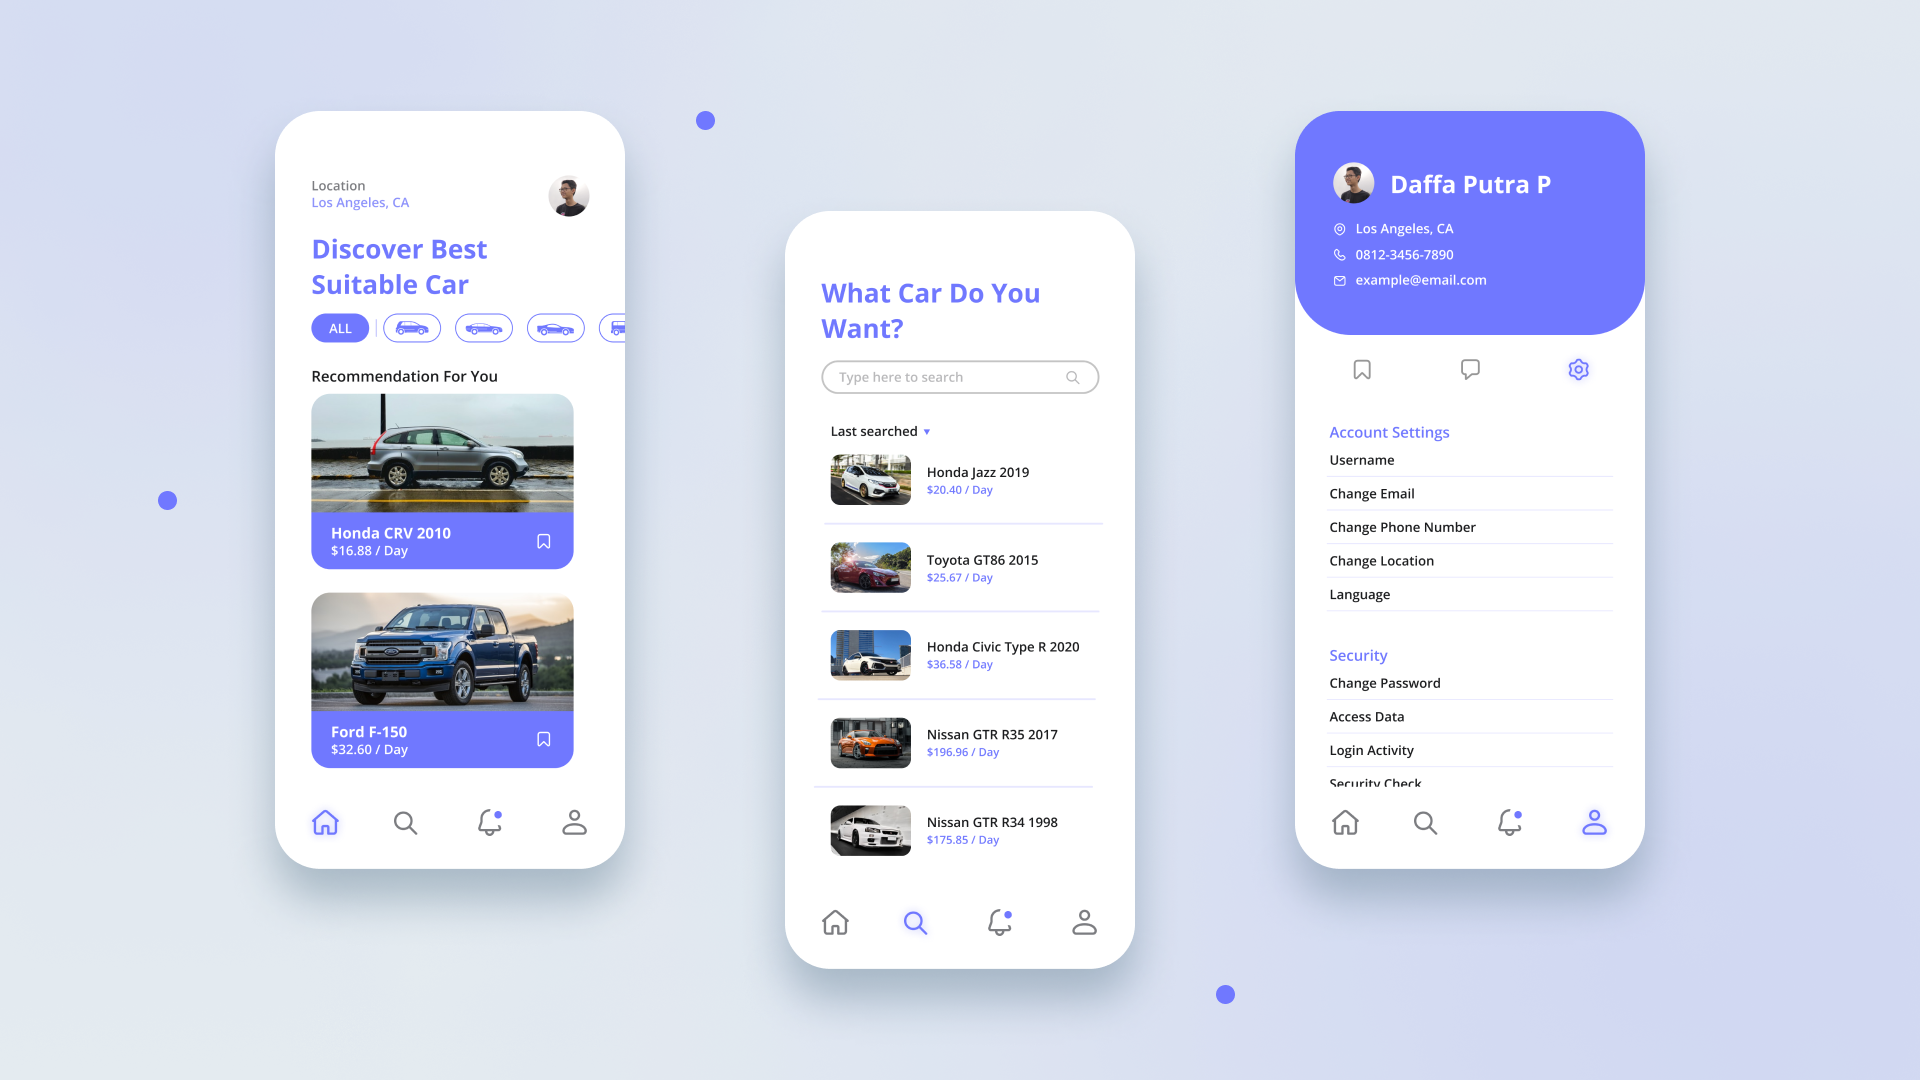 Location
Los Angeles, CA
Discover Best
Suitable Car
ALL
Recommendation For You
Honda CRV 2010
$16.88 / Day
Ford F-150
$32.60 / Day
What Car Do You
Want?
Type here to search
Last searched
Honda Jazz 2019
$20.40 / Day
Toyota GT86 2015
$25.67 / Day
Honda Civic Type R 2020
$36.58 / Day
Nissan GTR R35 2017
$196.96 / Day
Nissan GTR R34 1998
$175.85 / Day
Daffa Putra P
Los Angeles, CA
0812-3456-7890
example@email.com
Account Settings
Username
Change Email
Change Phone Number
Change Location
Language
Security
Change Password
Access Data
Login Activity
Security Check